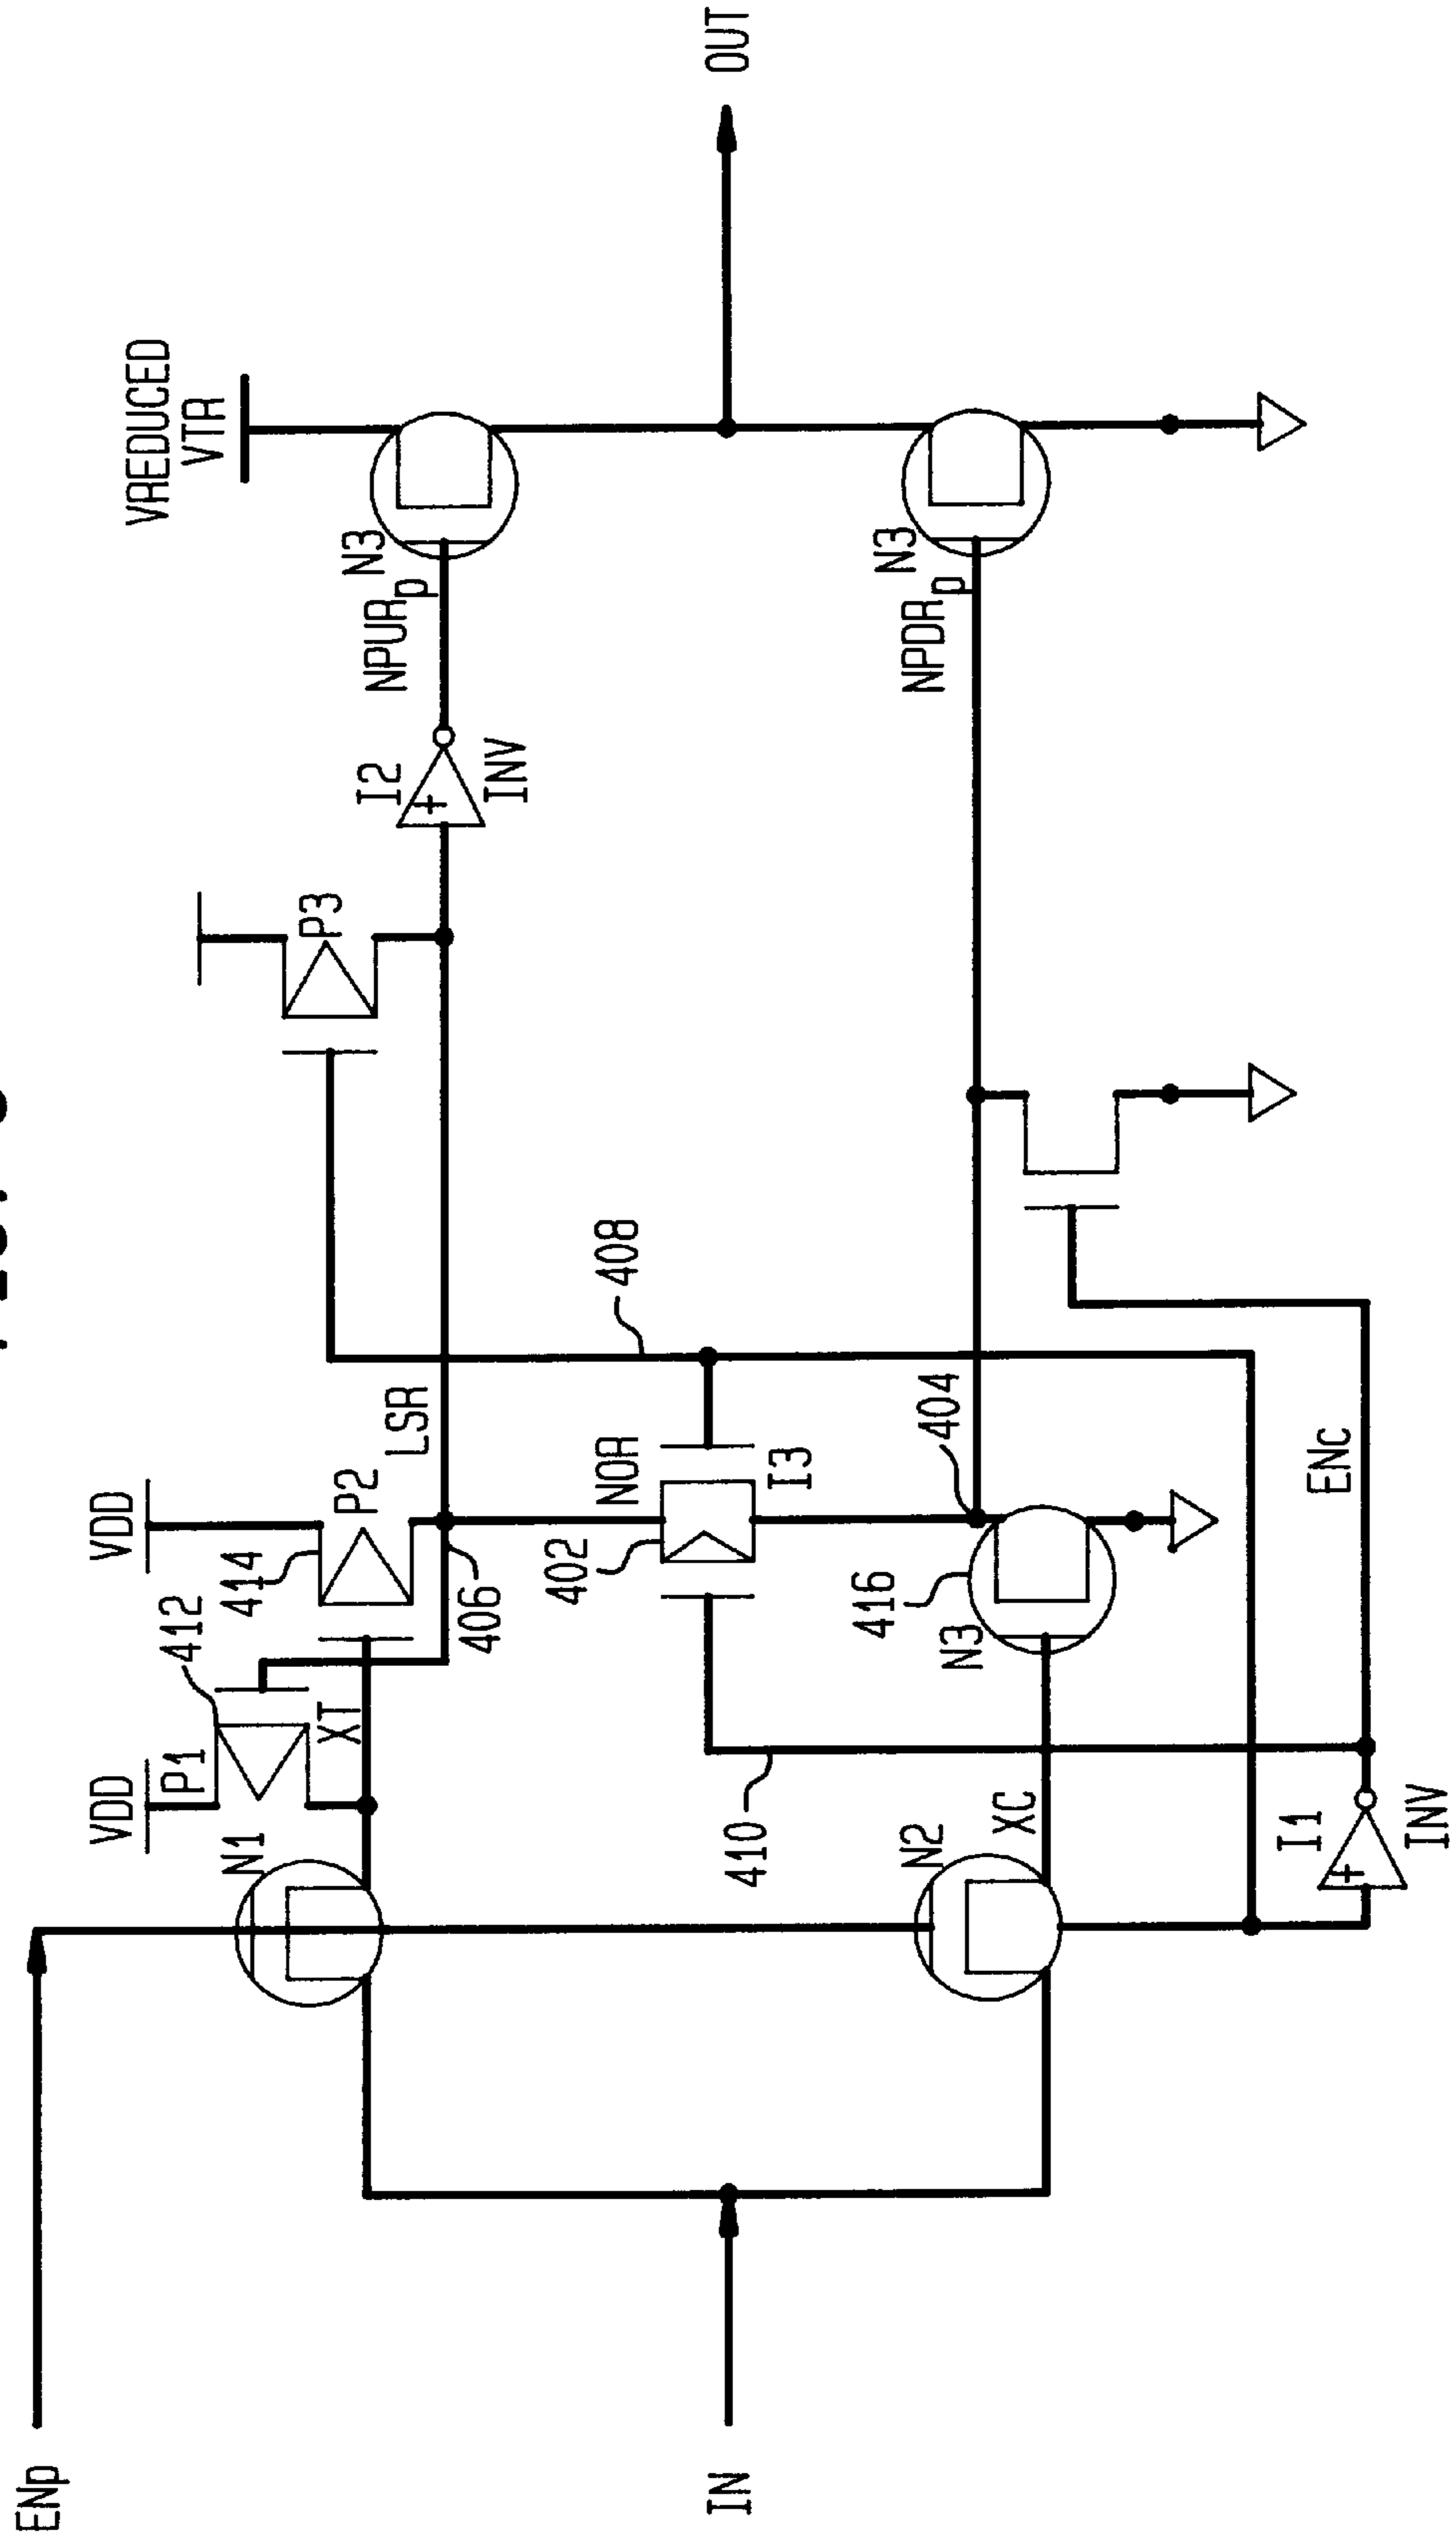 ENp
IN
OUT
VREDUCED
VTR
N3
NPURp
I2
INV
P3
VDD
414
P2
LSR
412
VDD
P1
XT
N1
406
NOR
402
I3
408
404
416
N3
N3
NPDRp
410
XC
N2
ENc
I1
INV